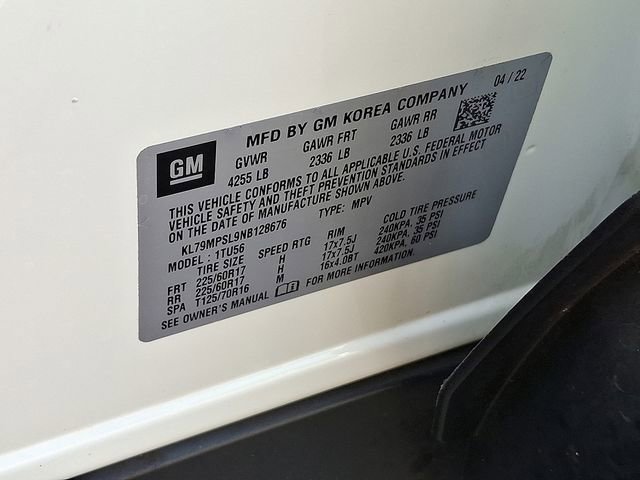 04/22
MFD BY GM KOREA COMPANY
GM
GVWR GAWR FRT GAWR RR
4255 LB 2336 LB 2336 LB
THIS VEHICLE CONFORMS TO ALL APPLICABLE U.S. FEDERAL MOTOR
VEHICLE SAFETY AND THEFT PREVENTION STANDARDS IN EFFECT
ON THE DATE OF MANUFACTURE SHOWN ABOVE.
KL79MPSL9NB128676 TYPE: MPV
MODEL: 1TU56
TIRE SIZE SPEED RTG RIM COLD TIRE PRESSURE
FRT 225/60R17 H 17x7.5J 240KPA, 35 PSI
RR 225/60R17 H 17x7.5J 240KPA, 35 PSI
SPA T125/70R16 M 16x4.0BT 420KPA, 60 PSI
SEE OWNER'S MANUAL FOR MORE INFORMATION.